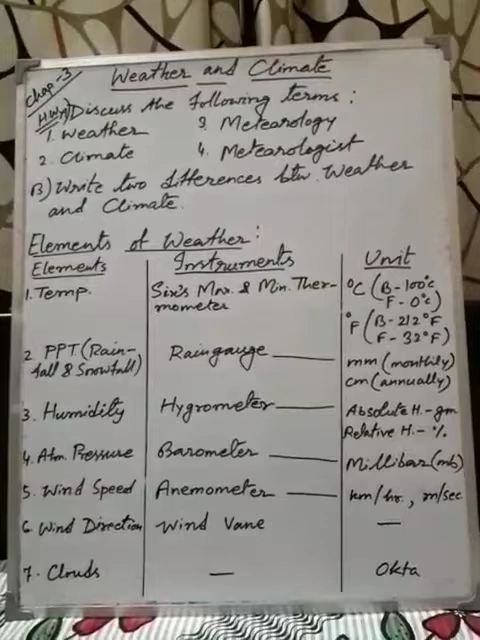 Chap-3
Weather and Climate
H.W A) Discuss the following terms:
1. Weather 3. Meteorology
2. Climate 4. Meteorologist
B) Write two differences btw. Weather
and Climate.
Elements of Weather:
Elements Instruments Unit
1. Temp. Six's Max. & Min. Ther-
mometer
°C (B-100°C
F-0°C)
°F (B-212°F
F-32°F)
2. PPT. (Rain-
fall & Snowfall) Raingauge mm (monthly)
cm (annually)
3. Humidity Hygrometer Absolute H.-gm
Relative H.-%
4. Atm. Pressure Barometer Millibar (mb)
5. Wind Speed Anemometer km/hr., m/sec
6. Wind Direction Wind Vane —
7. Clouds — Okta